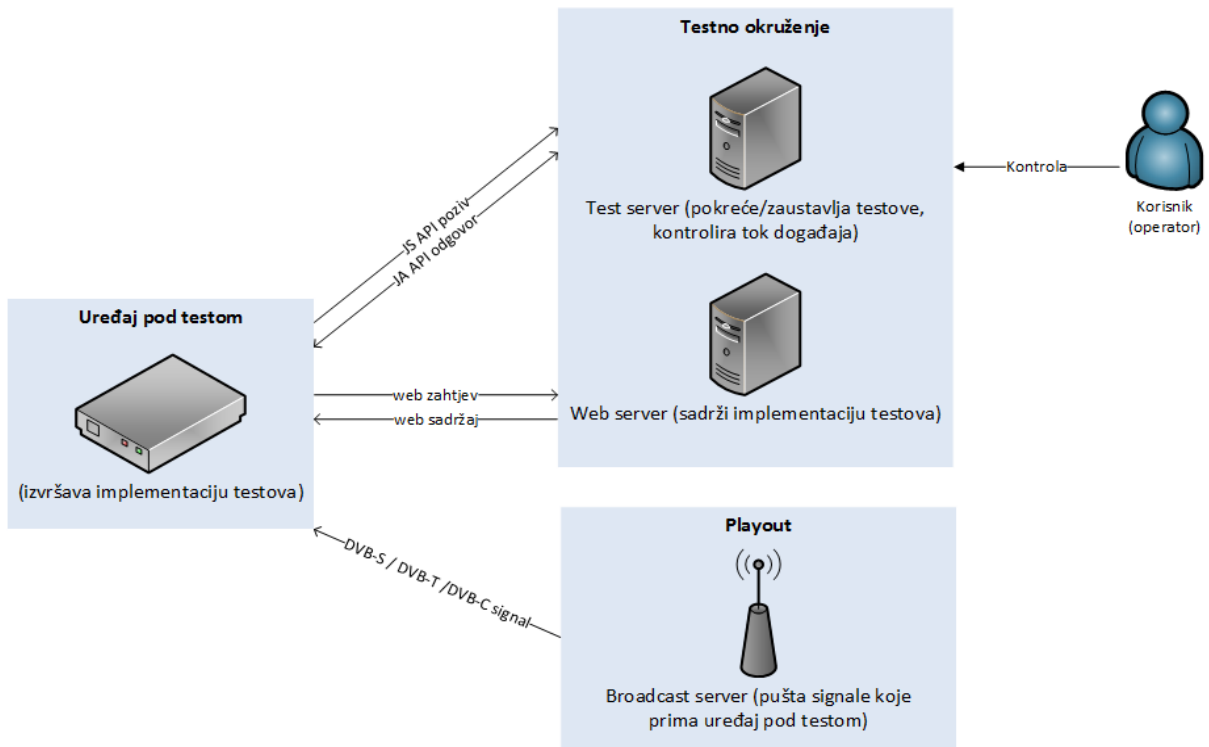 Testno okruženje
Test server (pokreće/zaustavlja testove,
kontrolira tok događaja)
Kontrola
Korisnik
(operator)
JS API poziv
JA API odgovor
Uređaj pod testom
(izvršava implementaciju testova)
web zahtjev
web sadržaj
Web server (sadrži implementaciju testova)
DVB-S / DVB-T /DVB-C signal
Playout
Broadcast server (pušta signale koje
prima uređaj pod testom)